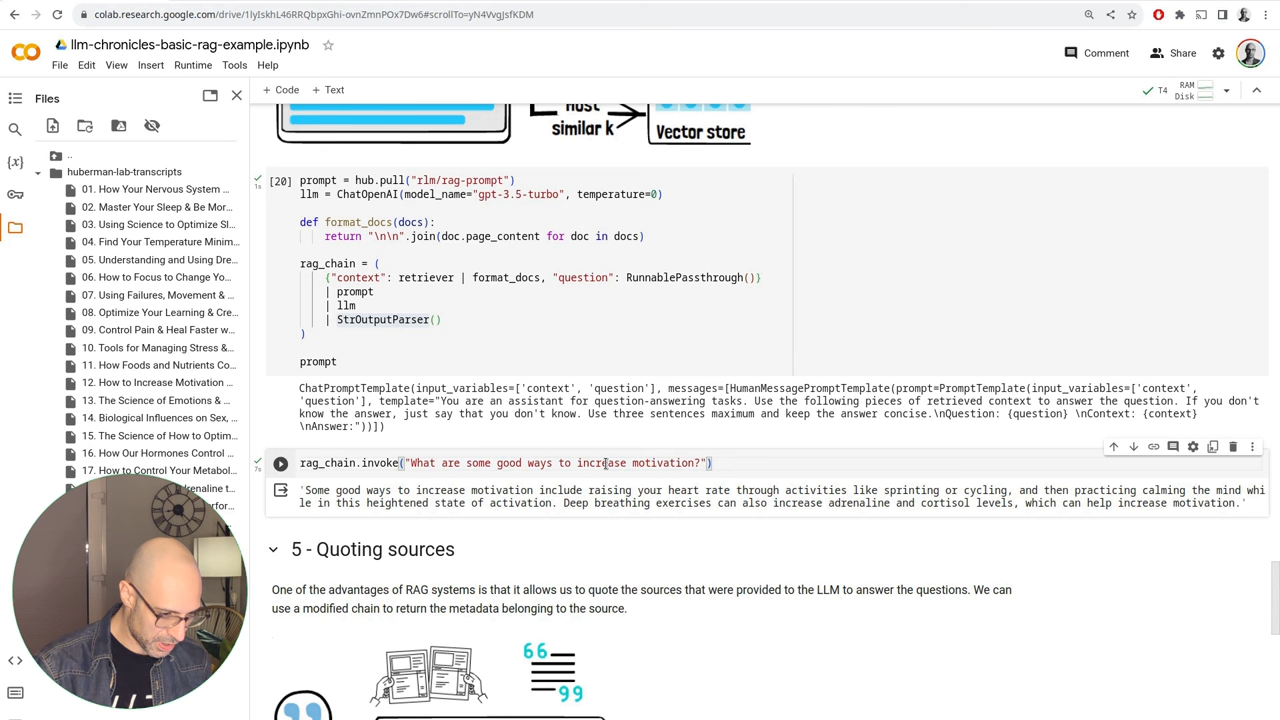 colab.research.google.com/drive/1lyIskhL46RRQbpxGhi-ovnZmnPOx7Dw6#scrollTo=yN4VvgJsfKDM
llm-chronicles-basic-rag-example.ipynb
File Edit View Insert Runtime Tools Help
Comment Share
Files
+ Code + Text
T4 RAM Disk
..
huberman-lab-transcripts
01. How Your Nervous System ...
02. Master Your Sleep & Be Mor...
03. Using Science to Optimize Sl...
04. Find Your Temperature Minim...
05. Understanding and Using Dre...
06. How to Focus to Change Yo...
07. Using Failures, Movement & ...
08. Optimize Your Learning & Cre...
09. Control Pain & Heal Faster w...
10. Tools for Managing Stress &...
11. How Foods and Nutrients Co...
12. How to Increase Motivation ...
13. The Science of Emotions & ...
14. Biological Influences on Sex, ...
15. The Science of How to Optim...
16. How Our Hormones Control ...
17. How to Control Your Metabol...
Most
similar k
Vector store
1s
[20]
prompt = hub.pull("rlm/rag-prompt")
llm = ChatOpenAI(model_name="gpt-3.5-turbo", temperature=0)
def format_docs(docs):
return "\n\n".join(doc.page_content for doc in docs)
rag_chain = (
{"context": retriever | format_docs, "question": RunnablePassthrough()}
| prompt
| llm
| StrOutputParser()
)
prompt
ChatPromptTemplate(input_variables=['context', 'question'], messages=[HumanMessagePromptTemplate(prompt=PromptTemplate(input_variables=['context',
'question'], template="You are an assistant for question-answering tasks. Use the following pieces of retrieved context to answer the question. If you don't
know the answer, just say that you don't know. Use three sentences maximum and keep the answer concise.\nQuestion: {question} \nContext: {context}
\nAnswer:"))])
7s
rag_chain.invoke("What are some good ways to increase motivation?")
'Some good ways to increase motivation include raising your heart rate through activities like sprinting or cycling, and then practicing calming the mind whi
le in this heightened state of activation. Deep breathing exercises can also increase adrenaline and cortisol levels, which can help increase motivation.'
5 - Quoting sources
One of the advantages of RAG systems is that it allows us to quote the sources that were provided to the LLM to answer the questions. We can
use a modified chain to return the metadata belonging to the source.
66
99